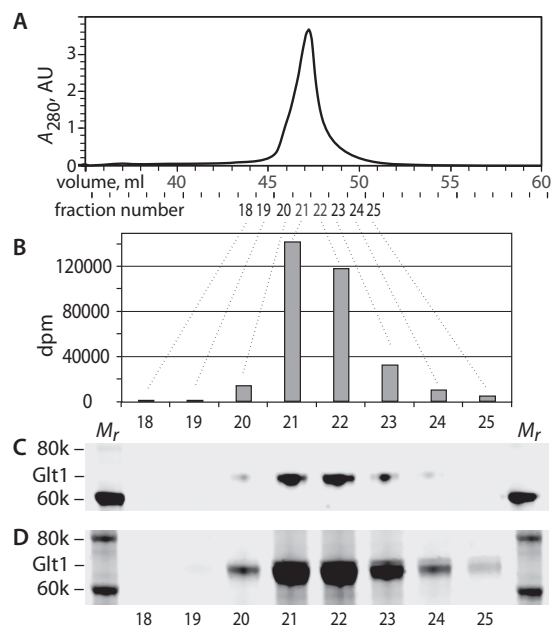 A
A280, AU
3
2
1
0
volume, ml 40 45 50 55 60
fraction number 18 19 20 21 22 23 24 25
B
dpm
120000
80000
40000
0
18 19 20 21 22 23 24 25
Mr Mr
C 80k
Glt1
60k
D 80k
Glt1
60k
18 19 20 21 22 23 24 25